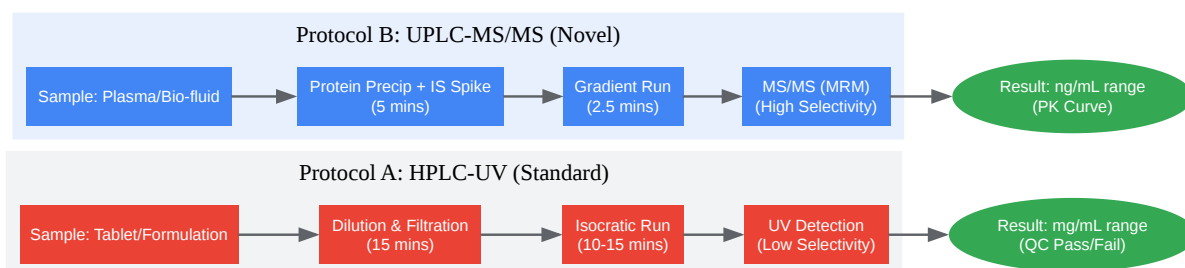 Protocol B: UPLC-MS/MS (Novel)
Sample: Plasma/Bio-fluid
Protein Precip + IS Spike
(5 mins)
Gradient Run
(2.5 mins)
MS/MS (MRM)
(High Selectivity)
Result: ng/mL range
(PK Curve)
Protocol A: HPLC-UV (Standard)
Sample: Tablet/Formulation
Dilution & Filtration
(15 mins)
Isocratic Run
(10-15 mins)
UV Detection
(Low Selectivity)
Result: mg/mL range
(QC Pass/Fail)